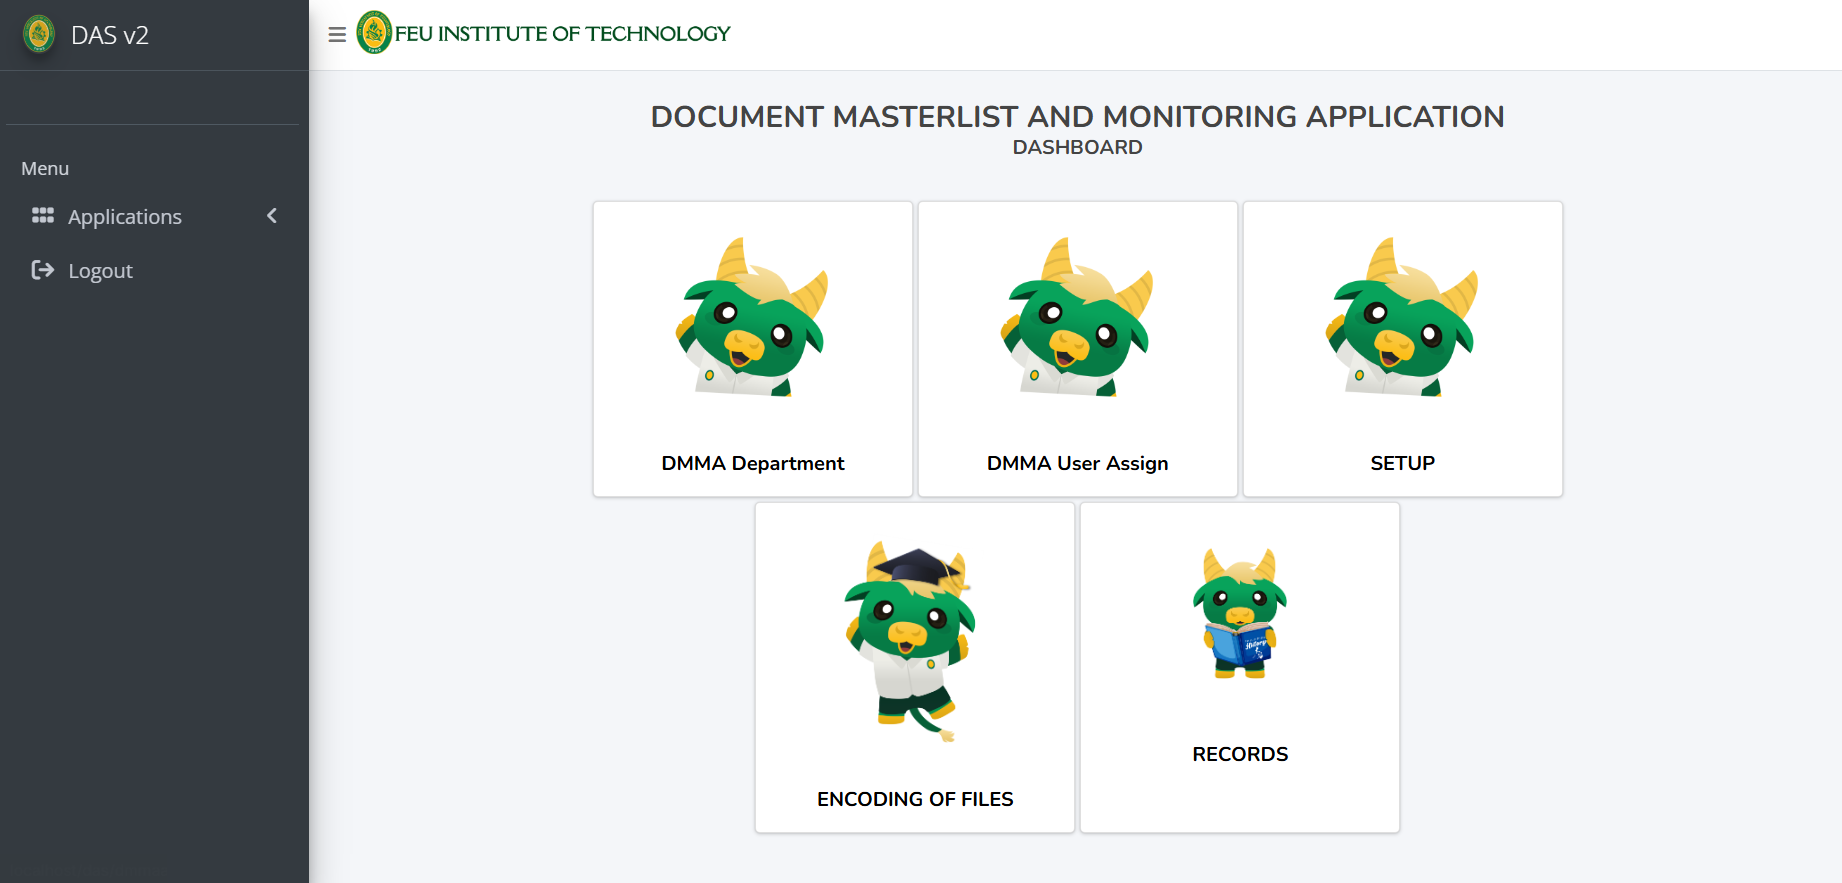 DAS v2
FEU INSTITUTE OF TECHNOLOGY
DOCUMENT MASTERLIST AND MONITORING APPLICATION
DASHBOARD
Menu
Applications
Logout
DMMA Department
DMMA User Assign
SETUP
ENCODING OF FILES
RECORDS